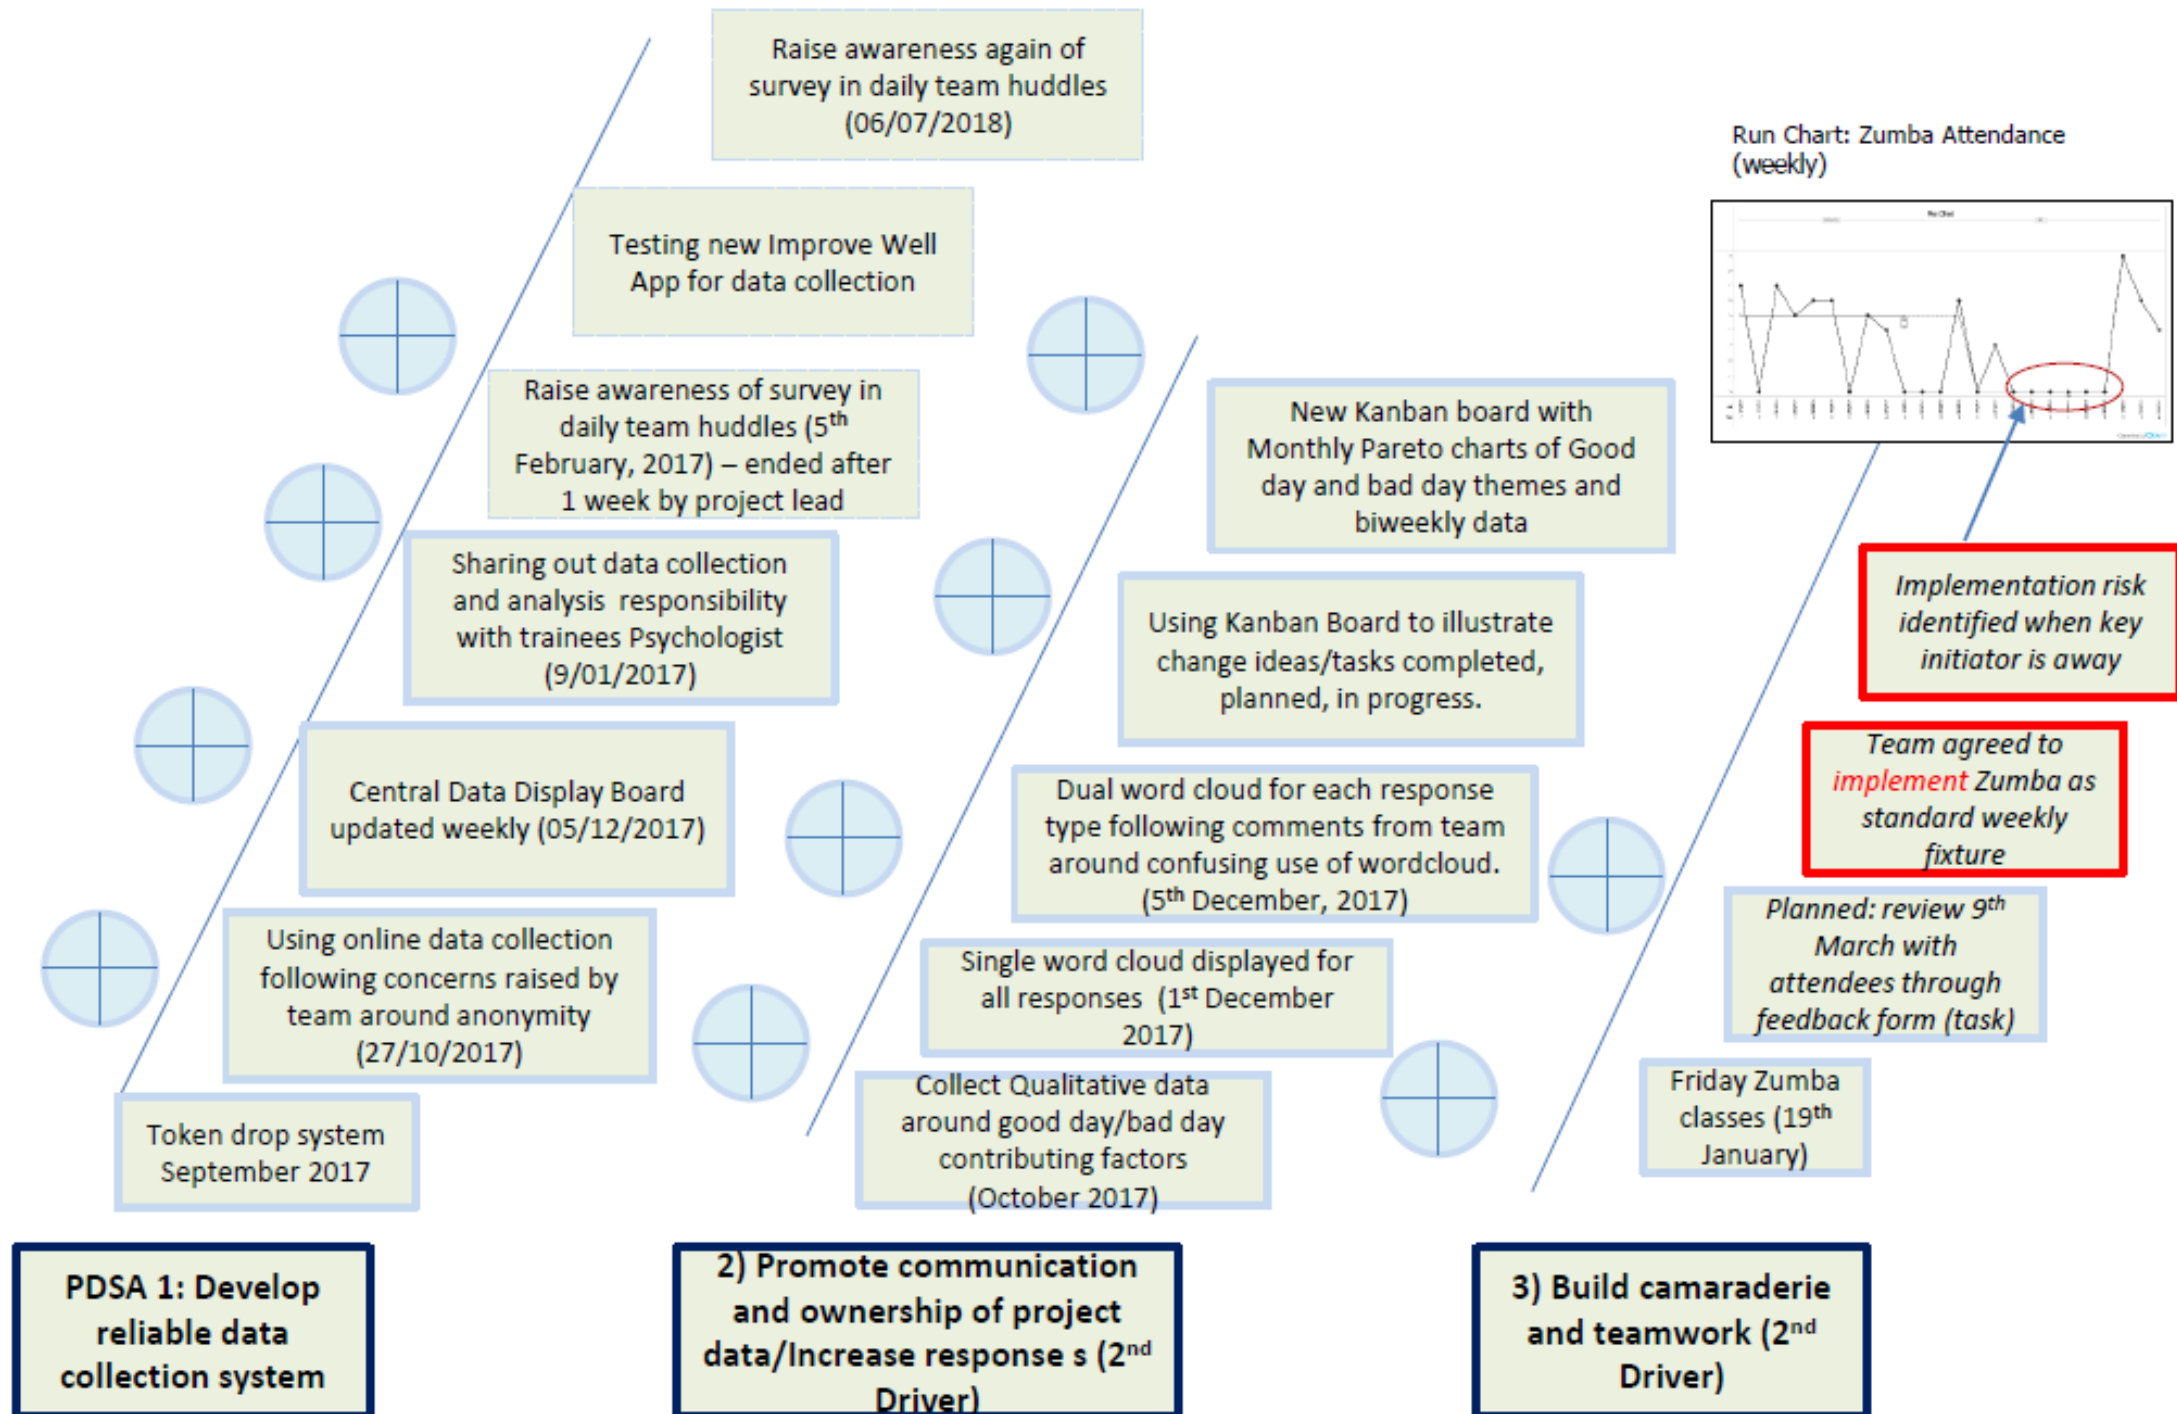 Raise awareness again of
survey in daily team huddles
(06/07/2018)
Testing new Improve Well
App for data collection
Raise awareness of survey in
daily team huddles (5th
February, 2017) – ended after
1 week by project lead
Sharing out data collection
and analysis responsibility
with trainees Psychologist
(9/01/2017)
Central Data Display Board
updated weekly (05/12/2017)
Using online data collection
following concerns raised by
team around anonymity
(27/10/2017)
Token drop system
September 2017
PDSA 1: Develop
reliable data
collection system
New Kanban board with
Monthly Pareto charts of Good
day and bad day themes and
biweekly data
Using Kanban Board to illustrate
change ideas/tasks completed,
planned, in progress.
Dual word cloud for each response
type following comments from team
around confusing use of wordcloud.
(5th December, 2017)
Single word cloud displayed for
all responses (1st December
2017)
Collect Qualitative data
around good day/bad day
contributing factors
(October 2017)
2) Promote communication
and ownership of project
data/Increase response s (2nd
Driver)
Run Chart: Zumba Attendance
(weekly)
Implementation risk
identified when key
initiator is away
Team agreed to
implement Zumba as
standard weekly
fixture
Planned: review 9th
March with
attendees through
feedback form (task)
Friday Zumba
classes (19th
January)
3) Build camaraderie
and teamwork (2nd
Driver)